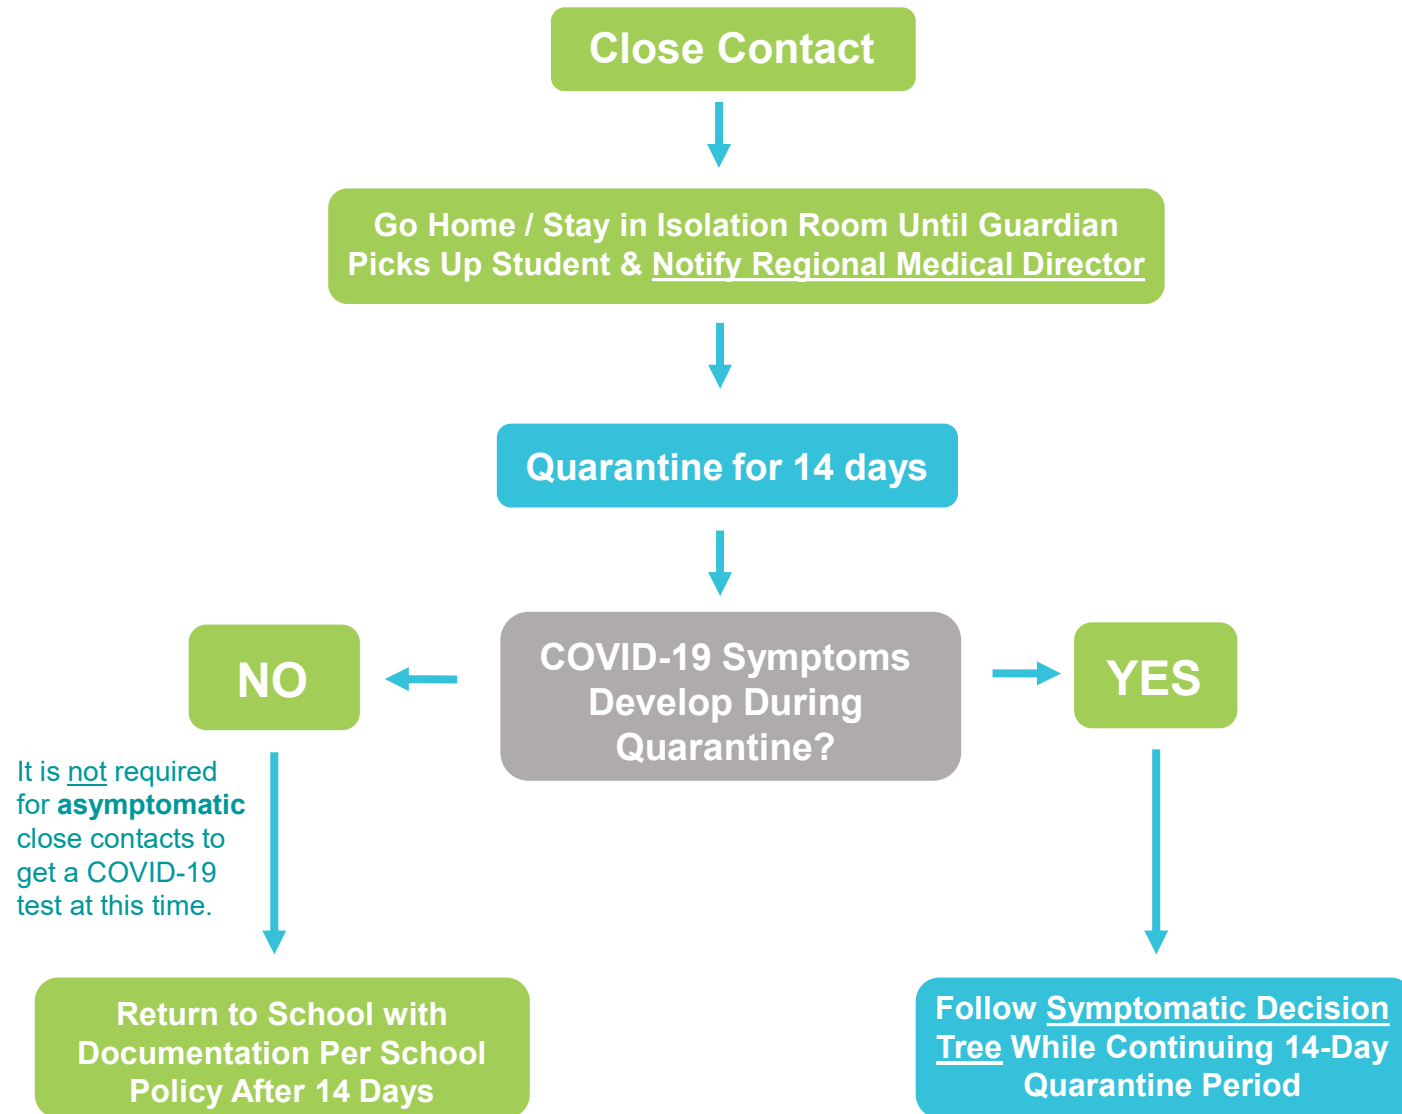 Close Contact
Go Home / Stay in Isolation Room Until Guardian
Picks Up Student & Notify Regional Medical Director
Quarantine for 14 days
COVID-19 Symptoms
Develop During
Quarantine?
NO
YES
It is not required
for asymptomatic
close contacts to
get a COVID-19
test at this time.
Return to School with
Documentation Per School
Policy After 14 Days
Follow Symptomatic Decision
Tree While Continuing 14-Day
Quarantine Period